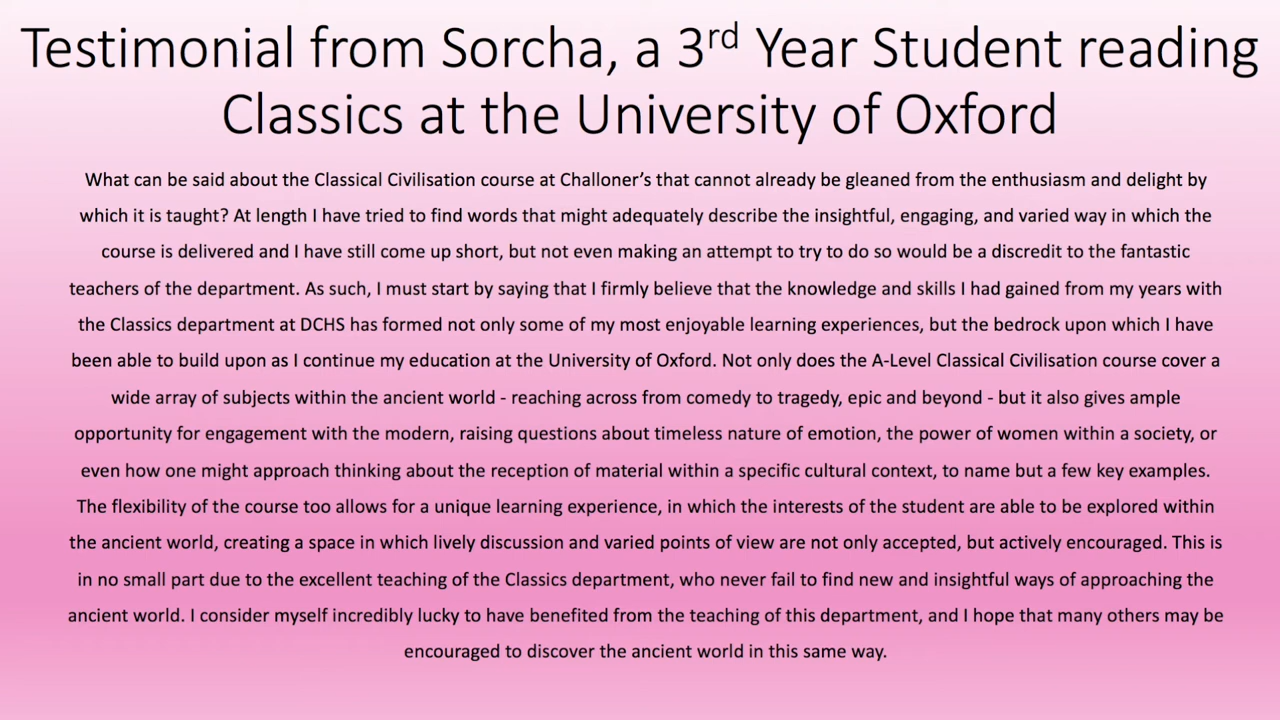 Testimonial from Sorcha, a 3rd Year Student reading
Classics at the University of Oxford
What can be said about the Classical Civilisation course at Challoner’s that cannot already be gleaned from the enthusiasm and delight by
which it is taught? At length I have tried to find words that might adequately describe the insightful, engaging, and varied way in which the
course is delivered and I have still come up short, but not even making an attempt to try to do so would be a discredit to the fantastic
teachers of the department. As such, I must start by saying that I firmly believe that the knowledge and skills I had gained from my years with
the Classics department at DCHS has formed not only some of my most enjoyable learning experiences, but the bedrock upon which I have
been able to build upon as I continue my education at the University of Oxford. Not only does the A-Level Classical Civilisation course cover a
wide array of subjects within the ancient world - reaching across from comedy to tragedy, epic and beyond - but it also gives ample
opportunity for engagement with the modern, raising questions about timeless nature of emotion, the power of women within a society, or
even how one might approach thinking about the reception of material within a specific cultural context, to name but a few key examples.
The flexibility of the course too allows for a unique learning experience, in which the interests of the student are able to be explored within
the ancient world, creating a space in which lively discussion and varied points of view are not only accepted, but actively encouraged. This is
in no small part due to the excellent teaching of the Classics department, who never fail to find new and insightful ways of approaching the
ancient world. I consider myself incredibly lucky to have benefited from the teaching of this department, and I hope that many others may be
encouraged to discover the ancient world in this same way.